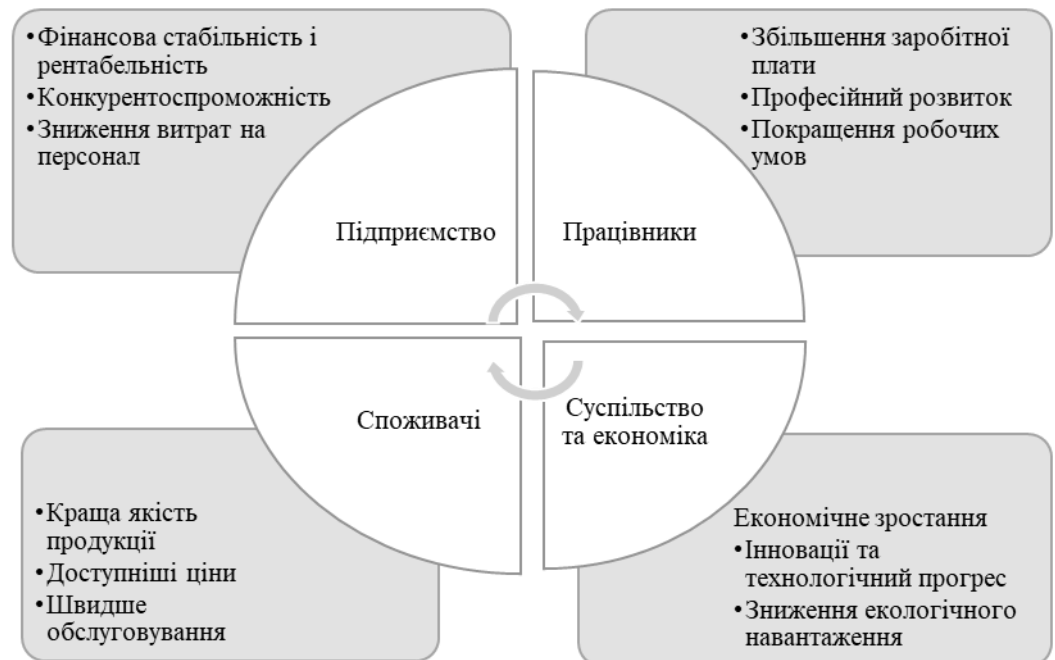 •Фінансова стабільність і
рентабельність
•Конкурентоспроможність
•Зниження витрат на
персонал
•Збільшення заробітної
плати
•Професійний розвиток
•Покращення робочих
умов
Підприємство
Працівники
Споживачі
Суспільство
та економіка
•Краща якість
продукції
•Доступніші ціни
•Швидше
обслуговування
Економічне зростання
•Інновації та
технологічний прогрес
•Зниження екологічного
навантаження